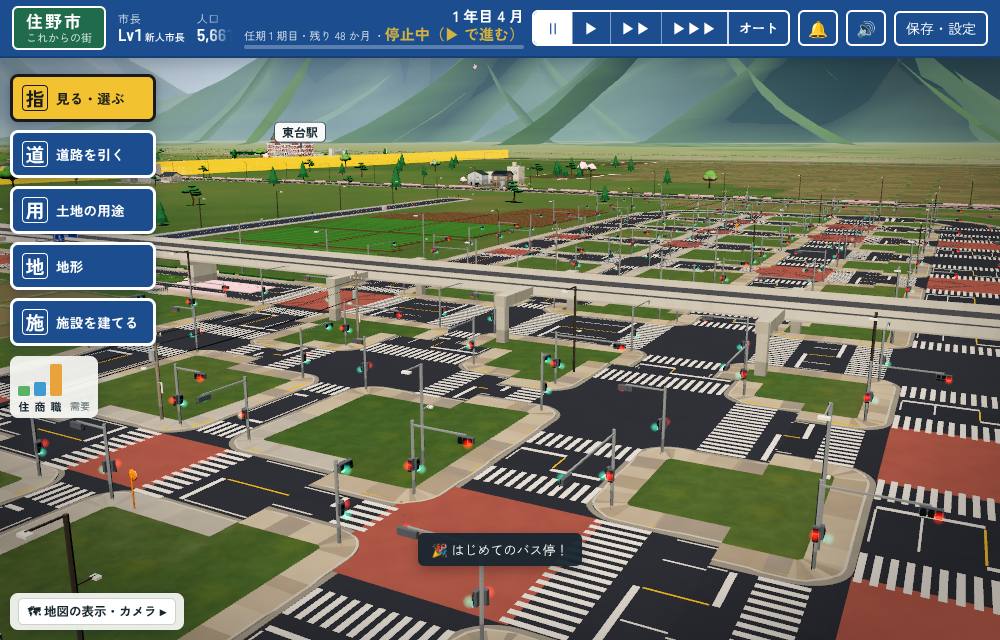 住野市
これからの街
市長
Lv1 新人市長
人口
5,66
1年目 4月
任期1期目・残り 48 か月 ・停止中（▶ で進む）
オート
保存・設定
指 見る・選ぶ
道 道路を引く
用 土地の用途
地 地形
施 施設を建てる
住 商 職 需要
東台駅
🎉 はじめてのバス停！
🗺 地図の表示・カメラ ▸